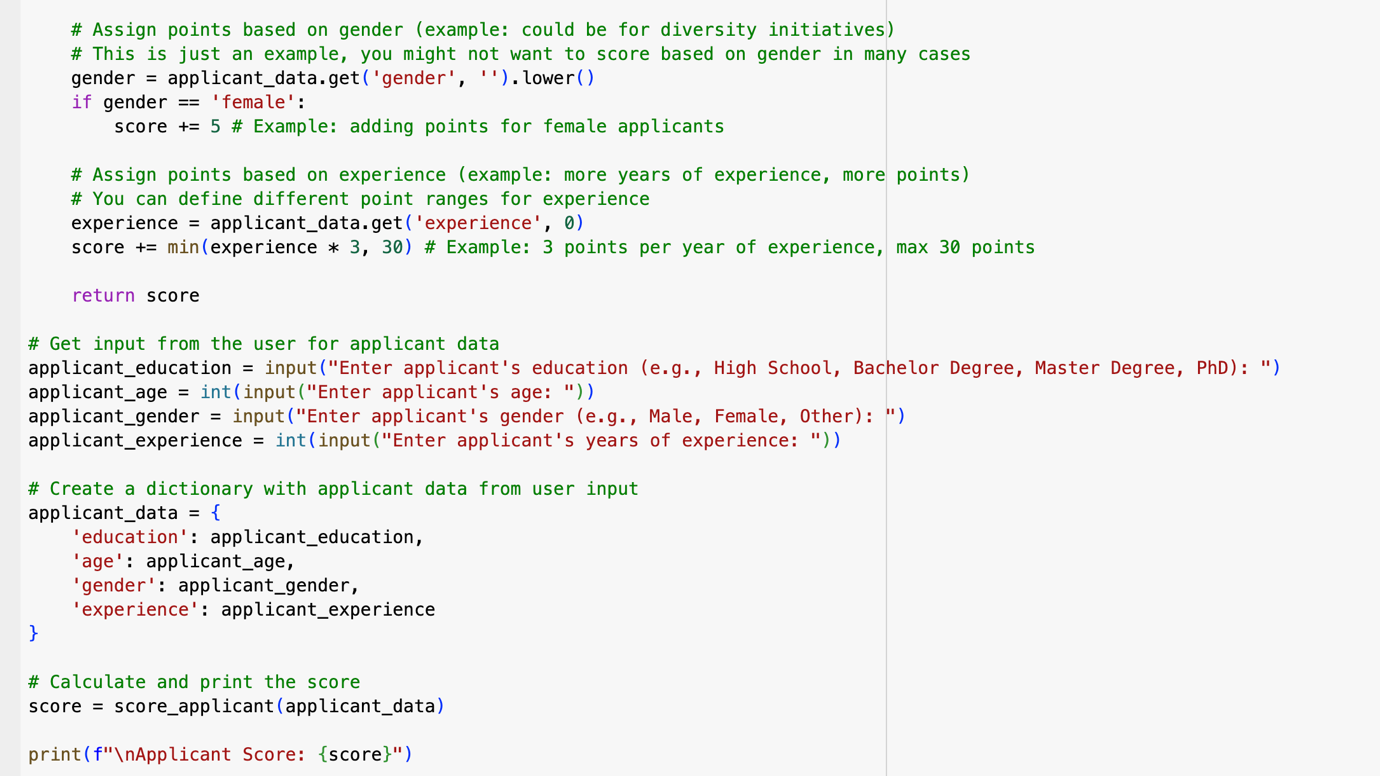 # Assign points based on gender (example: could be for diversity initiatives)
# This is just an example, you might not want to score based on gender in many cases
gender = applicant_data.get('gender', '').lower()
if gender == 'female':
score += 5 # Example: adding points for female applicants
# Assign points based on experience (example: more years of experience, more points)
# You can define different point ranges for experience
experience = applicant_data.get('experience', 0)
score += min(experience * 3, 30) # Example: 3 points per year of experience, max 30 points
return score
# Get input from the user for applicant data
applicant_education = input("Enter applicant's education (e.g., High School, Bachelor Degree, Master Degree, PhD): ")
applicant_age = int(input("Enter applicant's age: "))
applicant_gender = input("Enter applicant's gender (e.g., Male, Female, Other): ")
applicant_experience = int(input("Enter applicant's years of experience: "))
# Create a dictionary with applicant data from user input
applicant_data = {
'education': applicant_education,
'age': applicant_age,
'gender': applicant_gender,
'experience': applicant_experience
}
# Calculate and print the score
score = score_applicant(applicant_data)
print(f"\nApplicant Score: {score}")